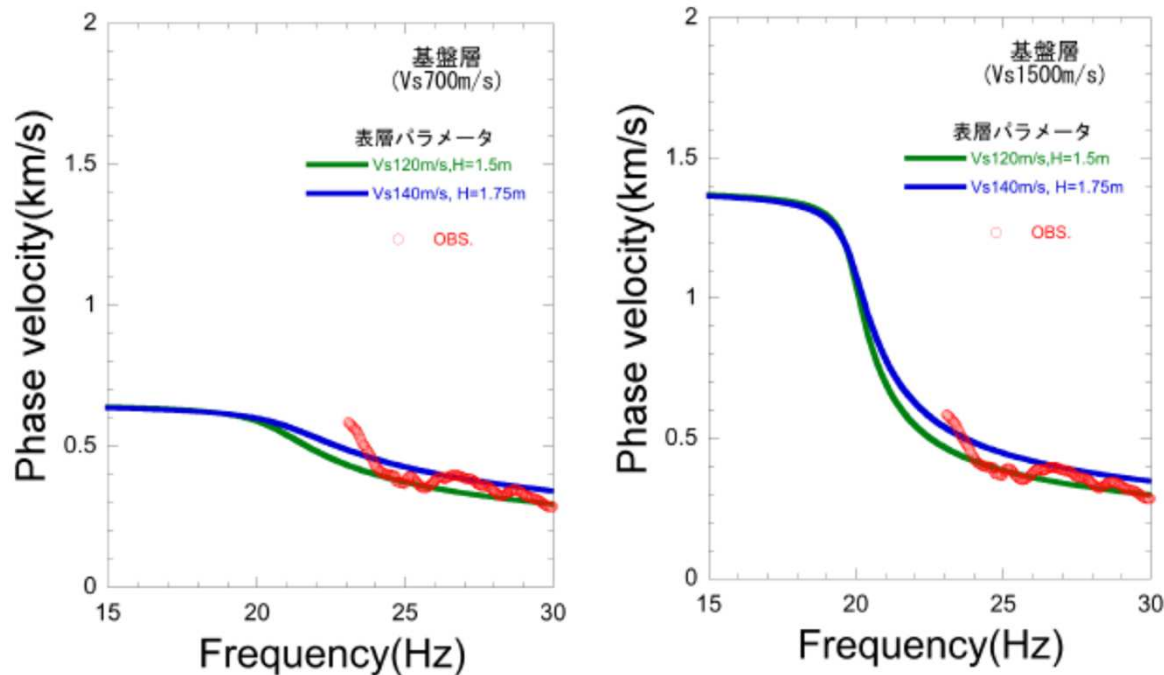 2
1.5
1
0.5
0
15
20
25
30
Phase velocity(km/s)
Frequency(Hz)
基盤層
(Vs700m/s)
表層パラメータ
Vs120m/s,H=1.5m
Vs140m/s, H=1.75m
OBS.
2
1.5
1
0.5
0
15
20
25
30
Phase velocity(km/s)
Frequency(Hz)
基盤層
(Vs1500m/s)
表層パラメータ
Vs120m/s,H=1.5m
Vs140m/s, H=1.75m
OBS.